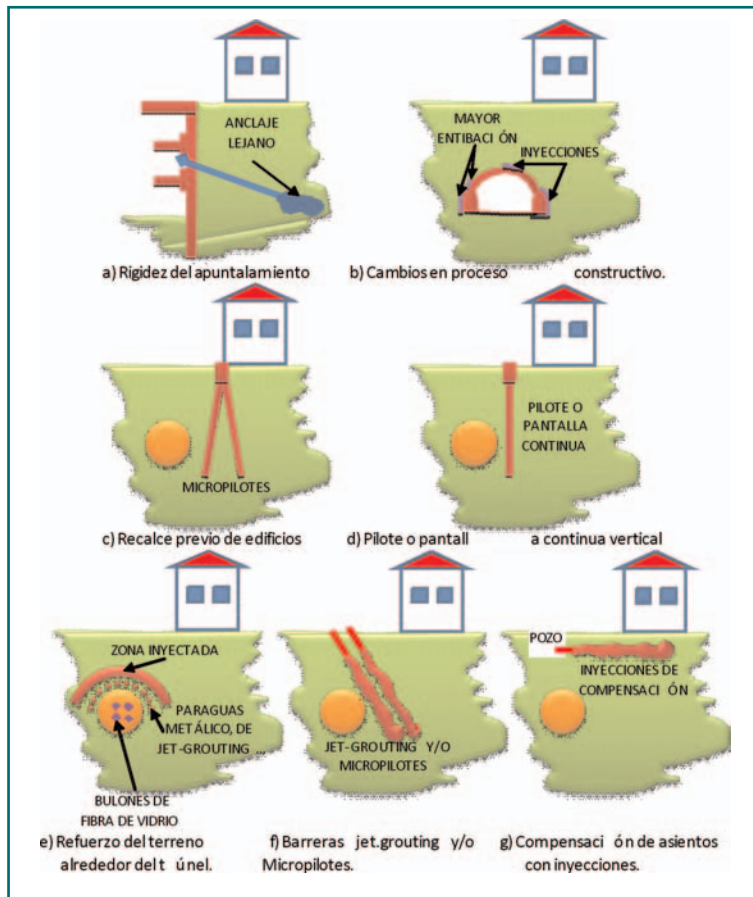 ANCLAJE
LEJANO
a) Rigidez del apuntalamiento
MAYOR
ENTIBACI ÓN
INYECCIONES
b) Cambios en proceso constructivo.
MICROPILOTES
c) Recalce previo de edificios
PILOTE O
PANTALLA
CONTINUA
d) Pilote o pantall a continua vertical
ZONA INYECTADA
PARAGUAS
METÁLICO, DE
JET-GROUTING ...
BULONES DE
FIBRA DE VIDRIO
e) Refuerzo del terreno
alrededor del t únel.
JET-GROUTING Y/O
MICROPILOTES
f) Barreras jet.grouting y/o
Micropilotes.
POZO
INYECCIONES DE
COMPENSACI ÓN
g) Compensaci ón de asientos
con inyecciones.